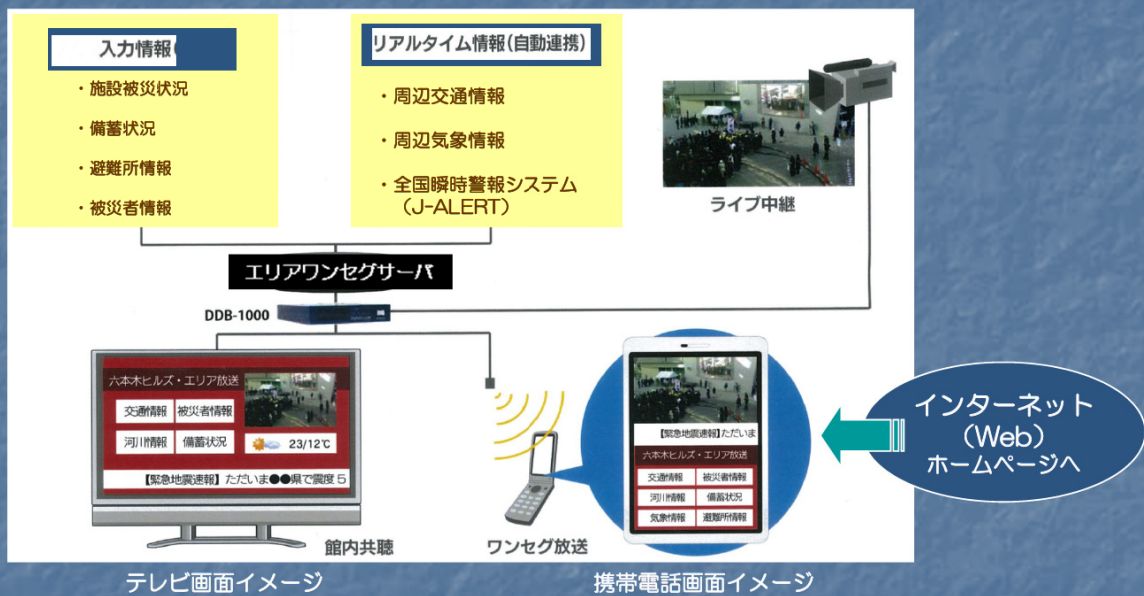 入力情報(
・施設被災状況
・備蓄状況
・避難所情報
・被災者情報
リアルタイム情報(自動連携)
・周辺交通情報
・周辺気象情報
・全国瞬時警報システム
(J-ALERT)
ライブ中継
エリアワンセグサーバ
DDB-1000
六本木ヒルズ・エリア放送
交通情報 被災者情報
河川情報 備蓄状況
23/12℃
【緊急地震速報】ただいま●●県で震度5
館内共聴
テレビ画面イメージ
ワンセグ放送
【緊急地震速報】ただいま
六本木ヒルズ・エリア放送
交通情報 被災者情報
河川情報 備蓄状況
気象情報 避難所情報
携帯電話画面イメージ
インターネット
(Web)
ホームページへ